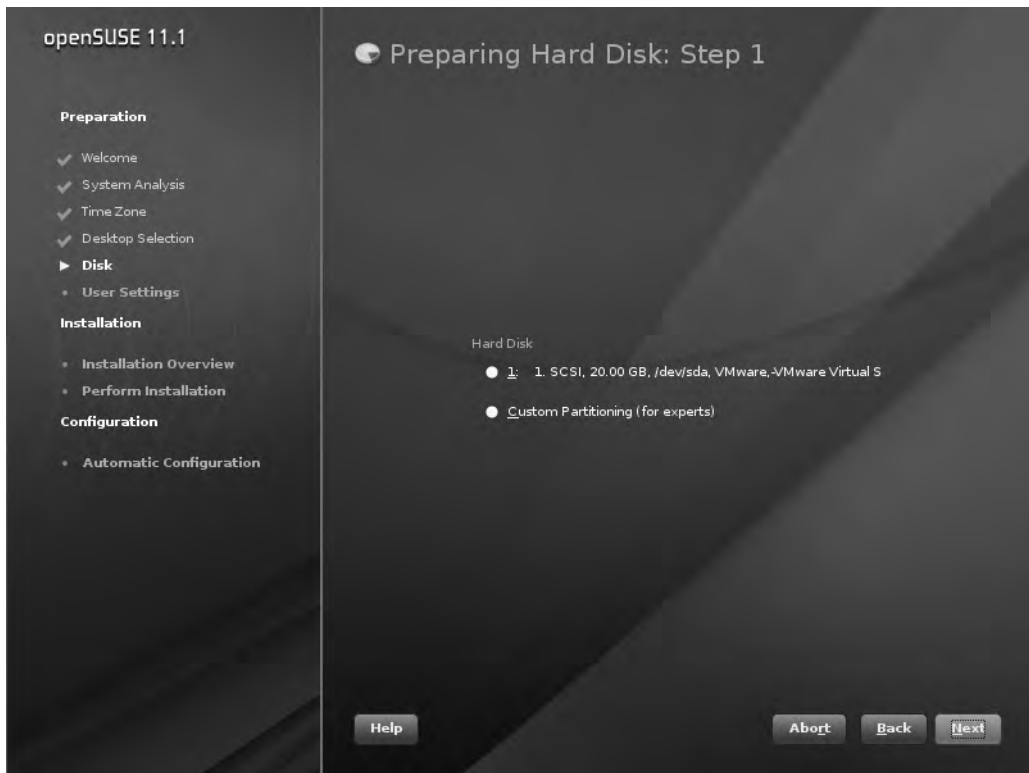 openSUSE 11.1
Preparation
Welcome
System Analysis
Time Zone
Desktop Selection
Disk
User Settings
Installation
Installation Overview
Perform Installation
Configuration
Automatic Configuration
Preparing Hard Disk: Step 1
Hard Disk
1: 1. SCSI, 20.00 GB, /dev/sda, VMware,-VMware Virtual S
Custom Partitioning (for experts)
Help
Abort
Back
Next